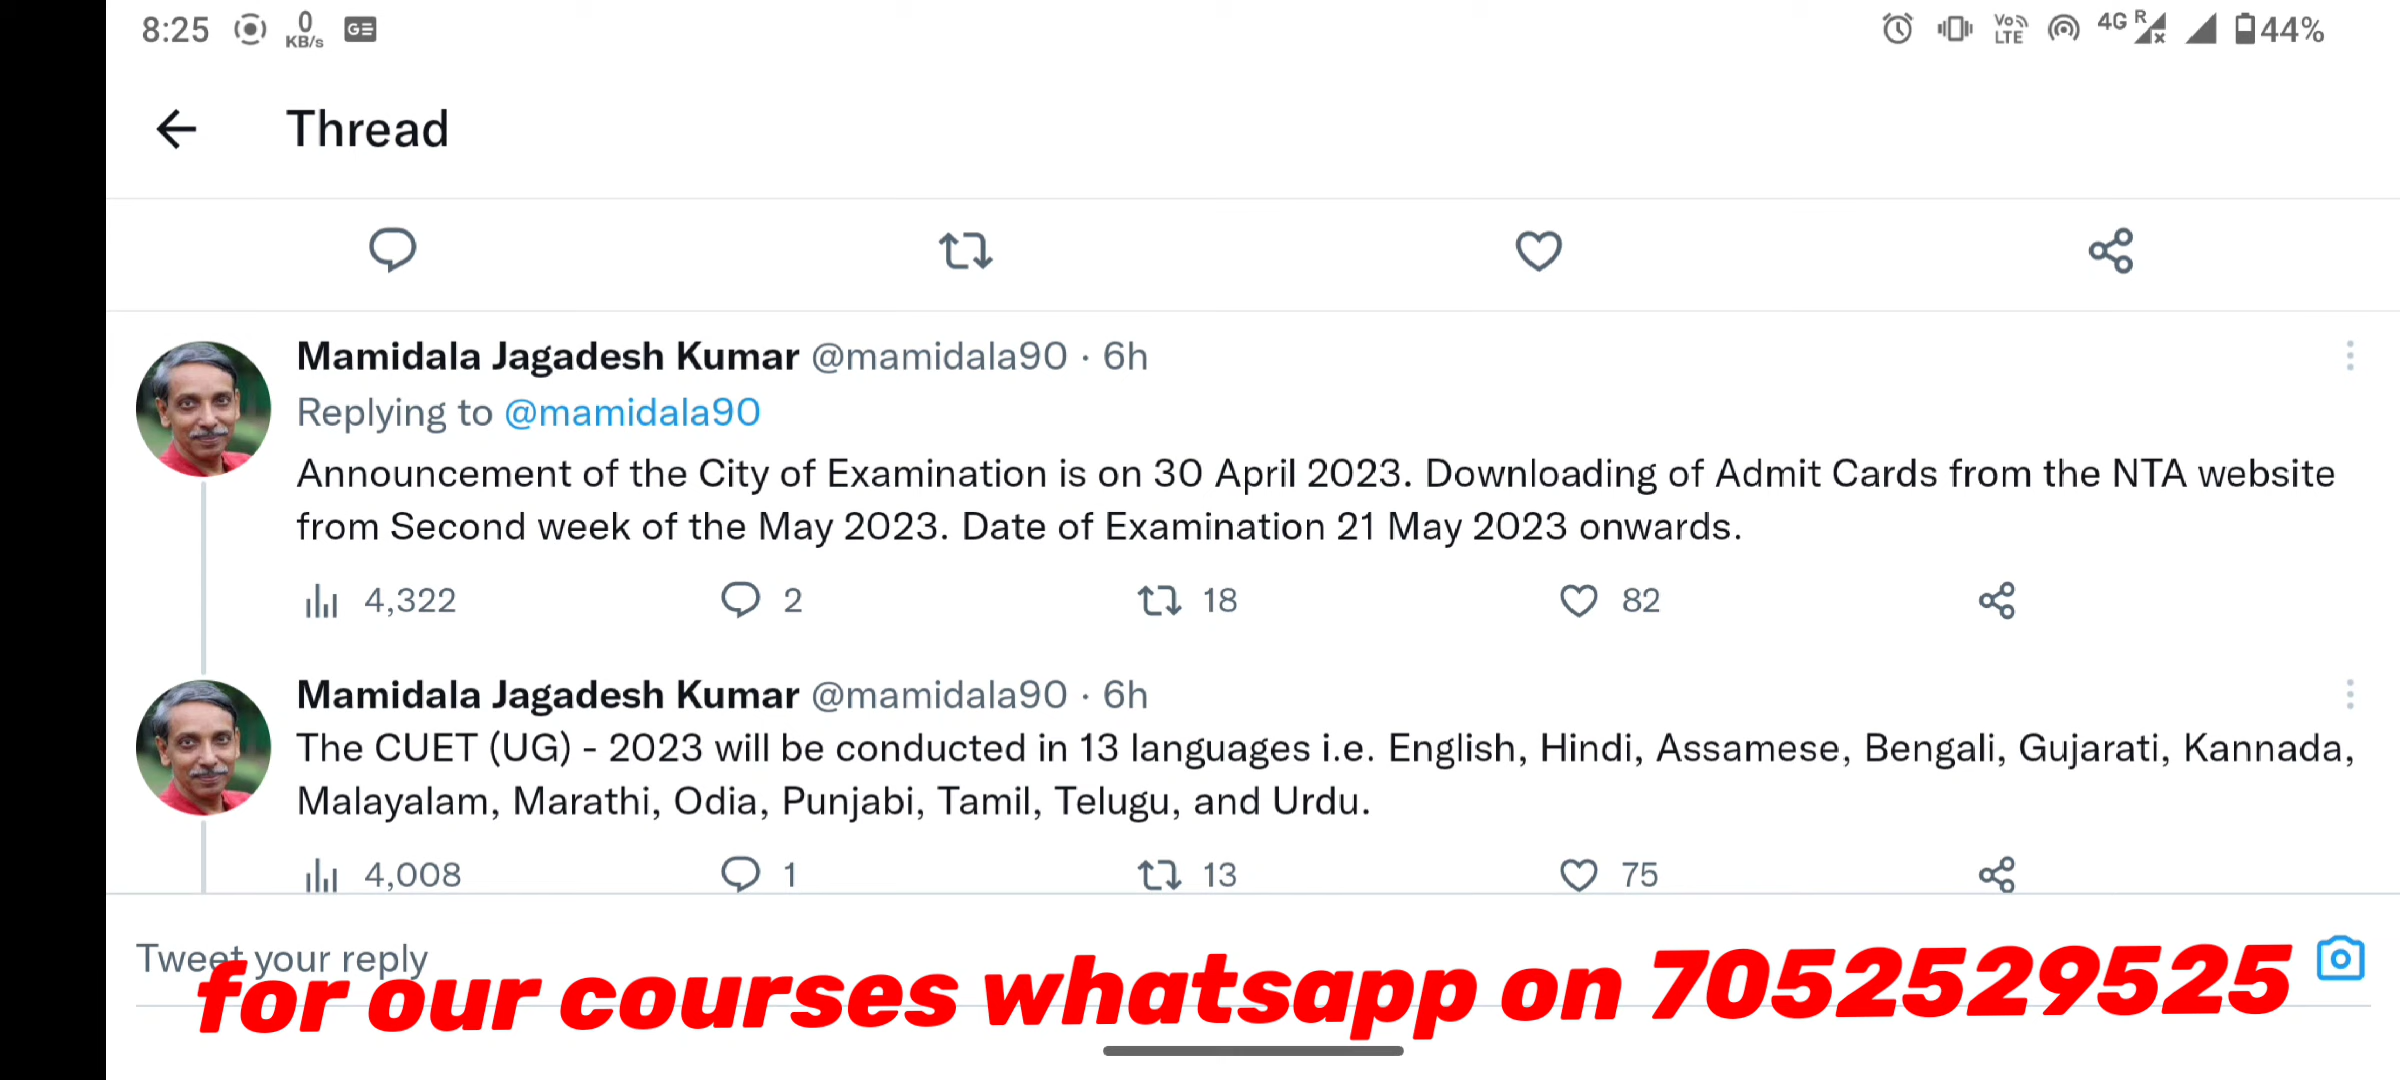 8:25 0 KB/s GE Vo LTE 4G R 44%
Thread
Mamidala Jagadesh Kumar @mamidala90 · 6h
Replying to @mamidala90
Announcement of the City of Examination is on 30 April 2023. Downloading of Admit Cards from the NTA website
from Second week of the May 2023. Date of Examination 21 May 2023 onwards.
4,322 2 18 82
Mamidala Jagadesh Kumar @mamidala90 · 6h
The CUET (UG) - 2023 will be conducted in 13 languages i.e. English, Hindi, Assamese, Bengali, Gujarati, Kannada,
Malayalam, Marathi, Odia, Punjabi, Tamil, Telugu, and Urdu.
4,008 1 13 75
Tweet your reply
for our courses whatsapp on 7052529525